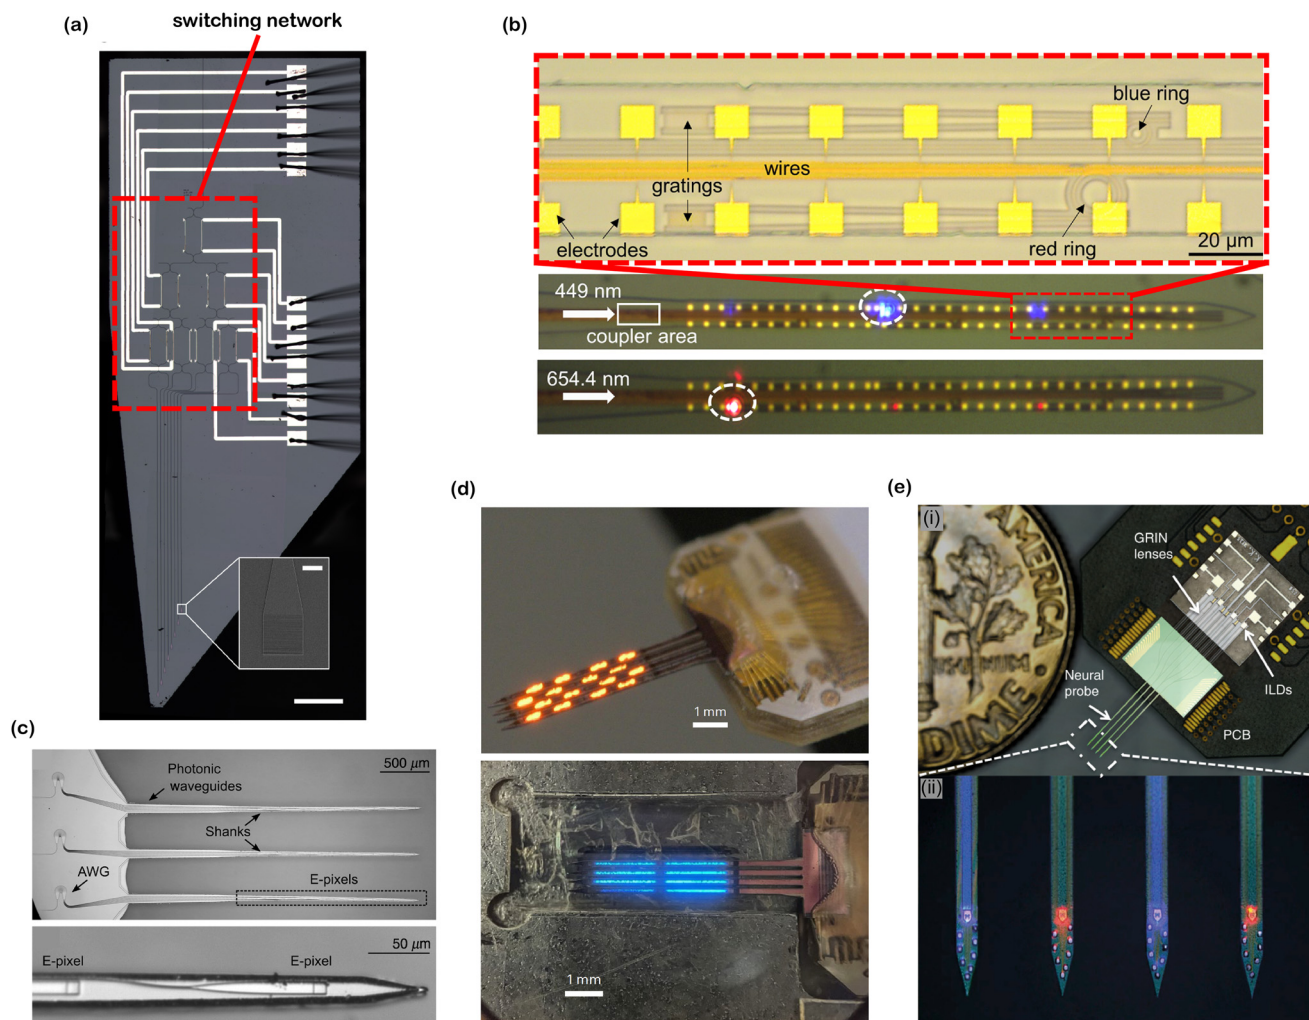 (a)
switching network
(b)
blue ring
wires
gratings
electrodes
red ring
20 μm
449 nm
coupler area
654.4 nm
(c)
500 μm
Photonic
waveguides
Shanks
AWG
E-pixels
50 μm
E-pixel
E-pixel
(d)
1 mm
1 mm
(e)
(i)
AMERICA
GRIN
lenses
ILDs
Neural
probe
PCB
DIME
(ii)